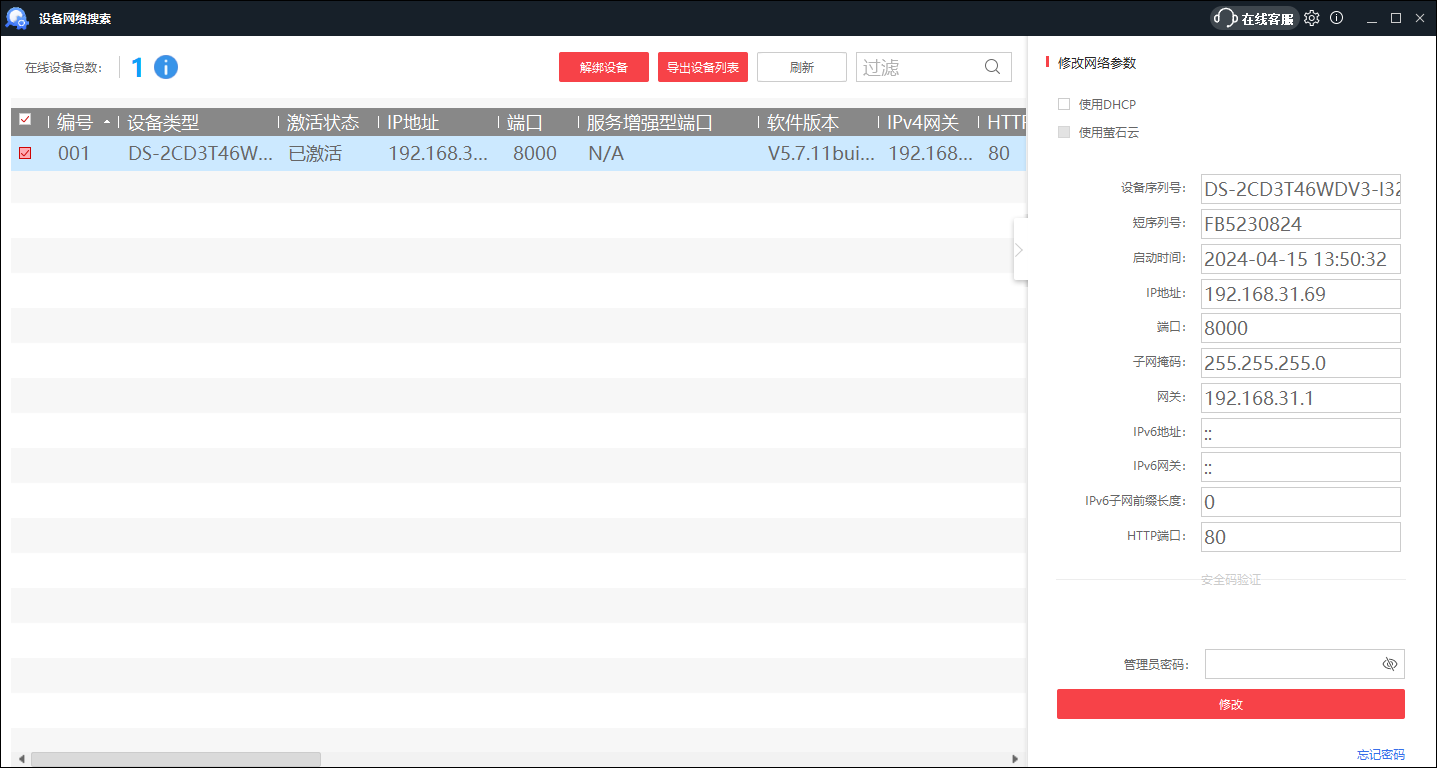 设备网络搜索
在线客服
在线设备总数: 1
解绑设备 导出设备列表 刷新 过滤
编号 设备类型 激活状态 IP地址 端口 服务增强型端口 软件版本 IPv4网关 HTTP
001 DS-2CD3T46W... 已激活 192.168.3... 8000 N/A V5.7.11bui... 192.168... 80
修改网络参数
使用DHCP
使用萤石云
设备序列号: DS-2CD3T46WDV3-I32
短序列号: FB5230824
启动时间: 2024-04-15 13:50:32
IP地址: 192.168.31.69
端口: 8000
子网掩码: 255.255.255.0
网关: 192.168.31.1
IPv6地址: ::
IPv6网关: ::
IPv6子网前缀长度: 0
HTTP端口: 80
安全码验证
管理员密码:
修改
忘记密码